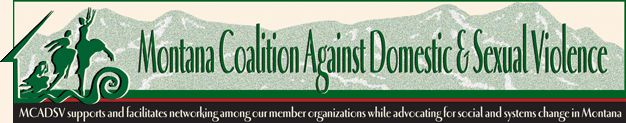 Montana Coalition Against Domestic & Sexual Violence
MCADSV supports and facilitates networking among our member organizations while advocating for social and systems change in Montana